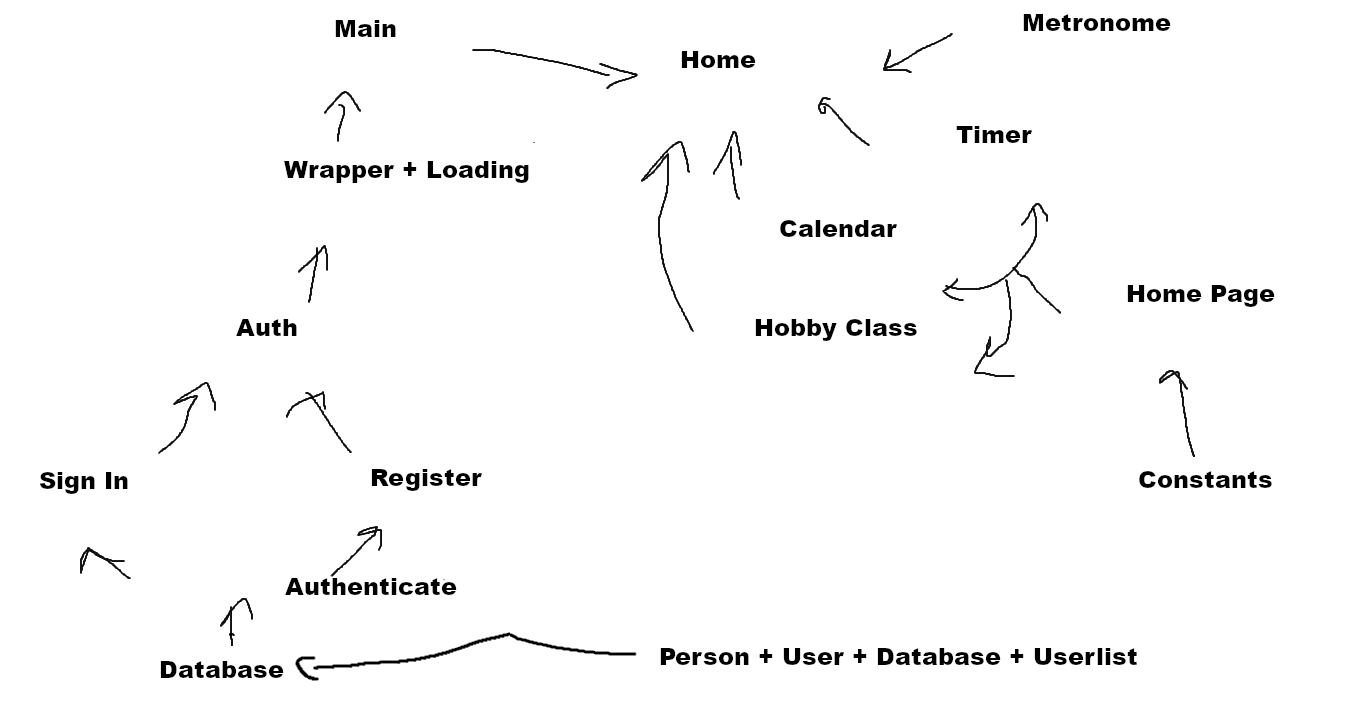 Main
Metronome
Home
Timer
Wrapper + Loading
Calendar
Home Page
Auth
Hobby Class
Sign In
Register
Constants
Authenticate
Database
Person + User + Database + Userlist